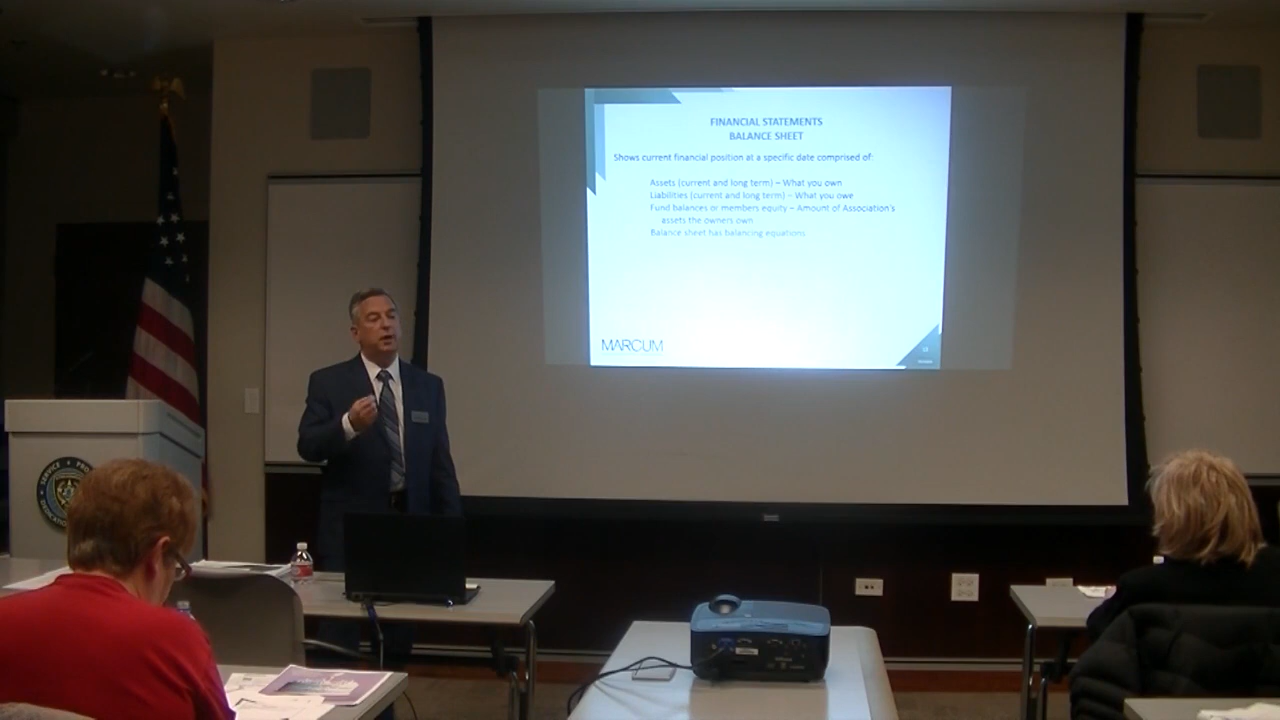 FINANCIAL STATEMENTS
BALANCE SHEET
Shows current financial position at a specific date comprised of:
Assets (current and long term) – What you own
Liabilities (current and long term) – What you owe
Fund balances or members equity – Amount of Association's
assets the owners own
Balance sheet has balancing equations
MARCUM
SERVICE